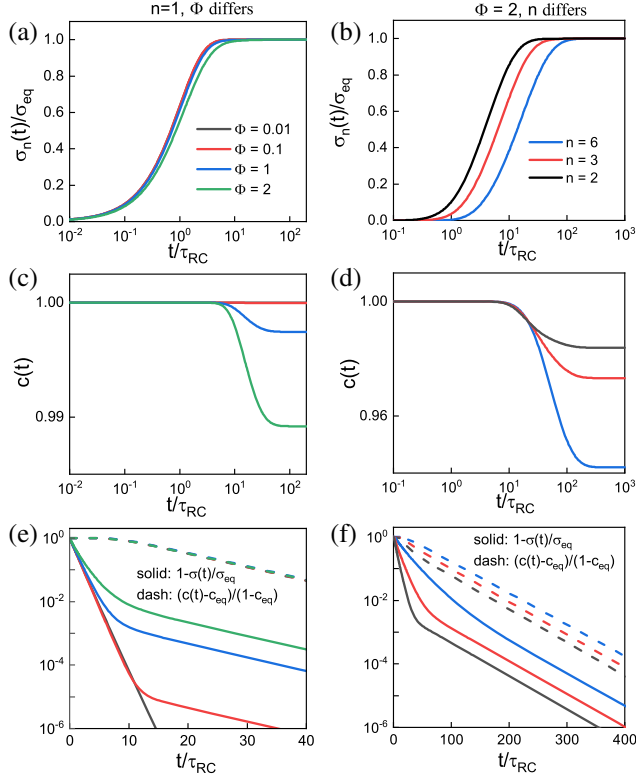 n=1, Φ differs
Φ = 2, n differs
(a)
1.0
0.8
0.6
0.4
0.2
0.0
σn(t)/σeq
Φ = 0.01
Φ = 0.1
Φ = 1
Φ = 2
10-2 10-1 100 101 102
t/τRC
(b)
1.0
0.8
0.6
0.4
0.2
0.0
σn(t)/σeq
n = 6
n = 3
n = 2
10-1 100 101 102 103
t/τRC
(c)
1.00
0.99
c(t)
10-2 10-1 100 101 102
t/τRC
(d)
1.00
0.96
c(t)
10-2 10-1 100 101 102 103
t/τRC
(e)
100
10-2
10-4
10-6
solid: 1-σ(t)/σeq
dash: (c(t)-ceq)/(1-ceq)
0 10 20 30 40
t/τRC
(f)
100
10-2
10-4
10-6
solid: 1-σ(t)/σeq
dash: (c(t)-ceq)/(1-ceq)
0 100 200 300 400
t/τRC